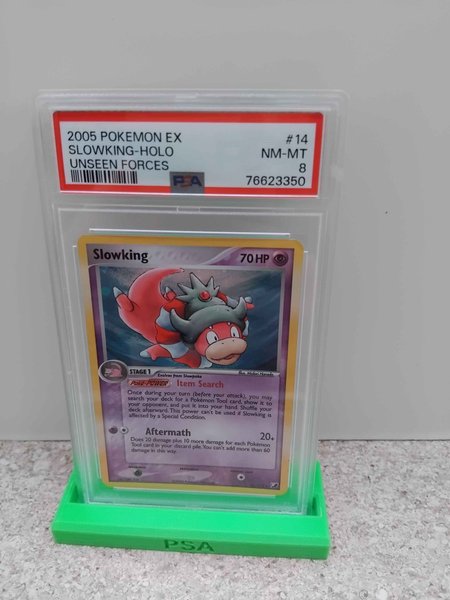 2005 POKEMON EX #14
SLOWKING-HOLO NM-MT
UNSEEN FORCES 8
PSA 76623350
Slowking 70 HP
STAGE 1 Evolves from Slowpoke
Poké-POWER Item Search
Once during your turn (before your attack), you may
search your deck for a Pokémon Tool card, show it to
your opponent, and put it into your hand. Shuffle your
deck afterward. This power can't be used if Slowking is
affected by a Special Condition.
Aftermath 20+
Does 20 damage plus 10 more damage for each Pokémon
Tool card in your discard pile. You can't add more than 60
damage in this way.
PSA